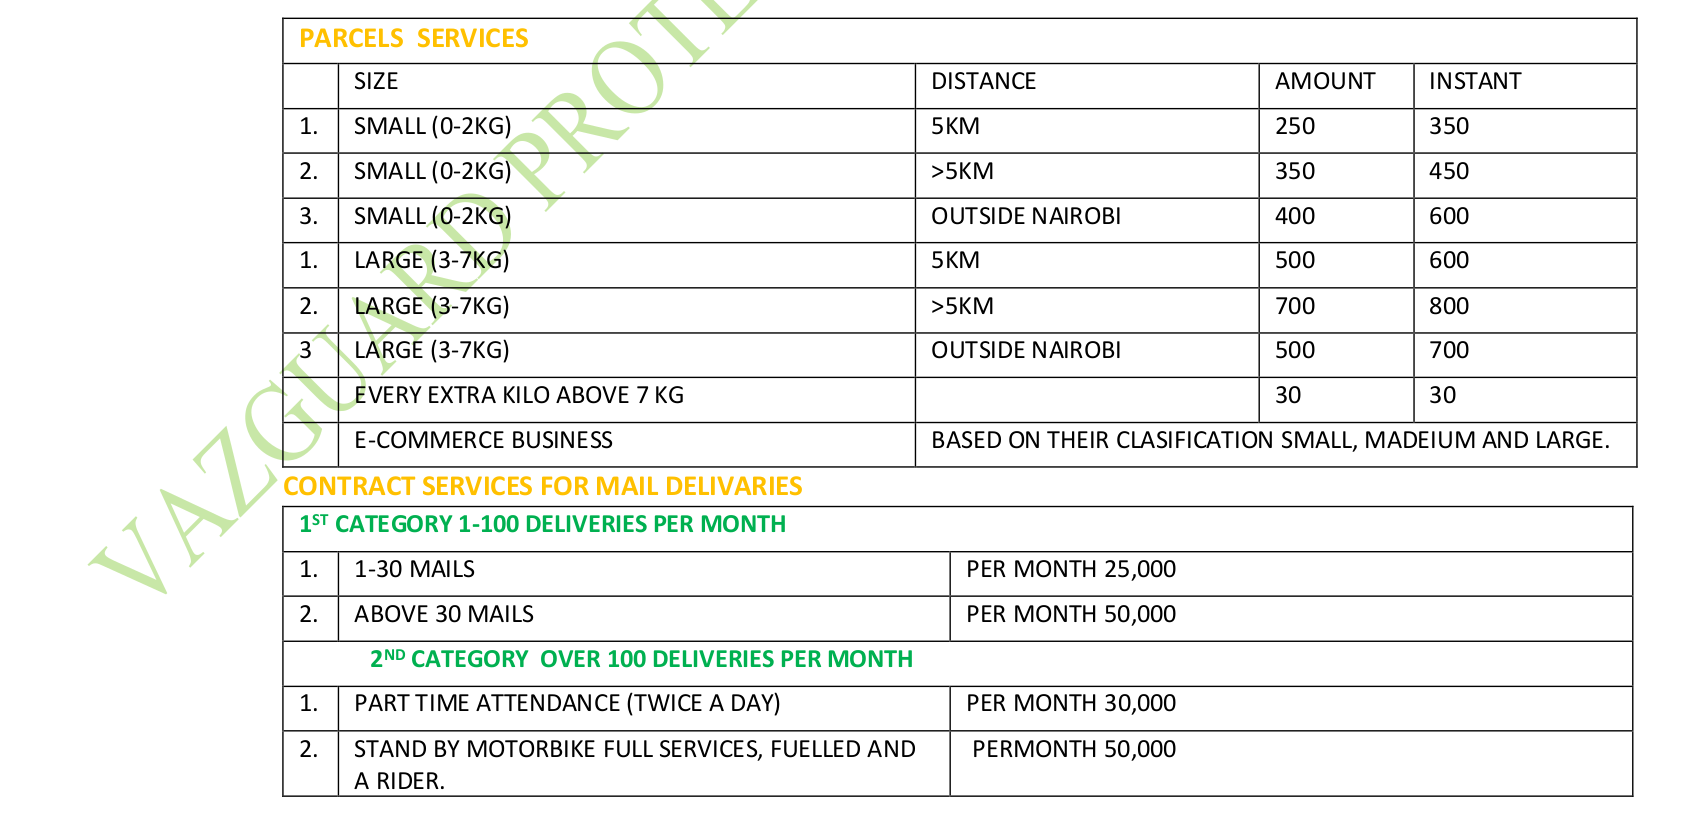 PARCELS SERVICES
SIZE DISTANCE AMOUNT INSTANT
1. SMALL (0-2KG) 5KM 250 350
2. SMALL (0-2KG) >5KM 350 450
3. SMALL (0-2KG) OUTSIDE NAIROBI 400 600
1. LARGE (3-7KG) 5KM 500 600
2. LARGE (3-7KG) >5KM 700 800
3 LARGE (3-7KG) OUTSIDE NAIROBI 500 700
EVERY EXTRA KILO ABOVE 7 KG 30 30
E-COMMERCE BUSINESS BASED ON THEIR CLASIFICATION SMALL, MADEIUM AND LARGE.
CONTRACT SERVICES FOR MAIL DELIVARIES
1ST CATEGORY 1-100 DELIVERIES PER MONTH
1. 1-30 MAILS PER MONTH 25,000
2. ABOVE 30 MAILS PER MONTH 50,000
2ND CATEGORY OVER 100 DELIVERIES PER MONTH
1. PART TIME ATTENDANCE (TWICE A DAY) PER MONTH 30,000
2. STAND BY MOTORBIKE FULL SERVICES, FUELLED AND PERMONTH 50,000
A RIDER.
VAZGUARD